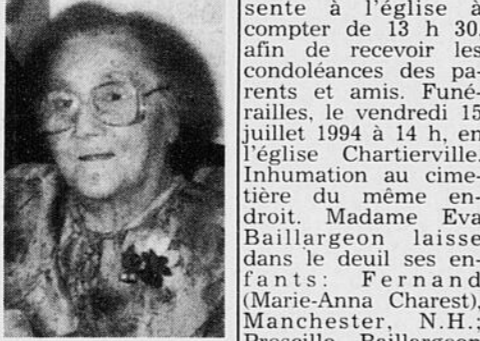 sente à l'église à
compter de 13 h 30,
afin de recevoir les
condoléances des pa-
rents et amis. Funé-
railles, le vendredi 15
juillet 1994 à 14 h, en
l'église Chartierville.
Inhumation au cime-
tière du même en-
droit. Madame Eva
Baillargeon laisse
dans le deuil ses en-
fants: Fernand
(Marie-Anna Charest),
Manchester, N.H.;
Baillargeon